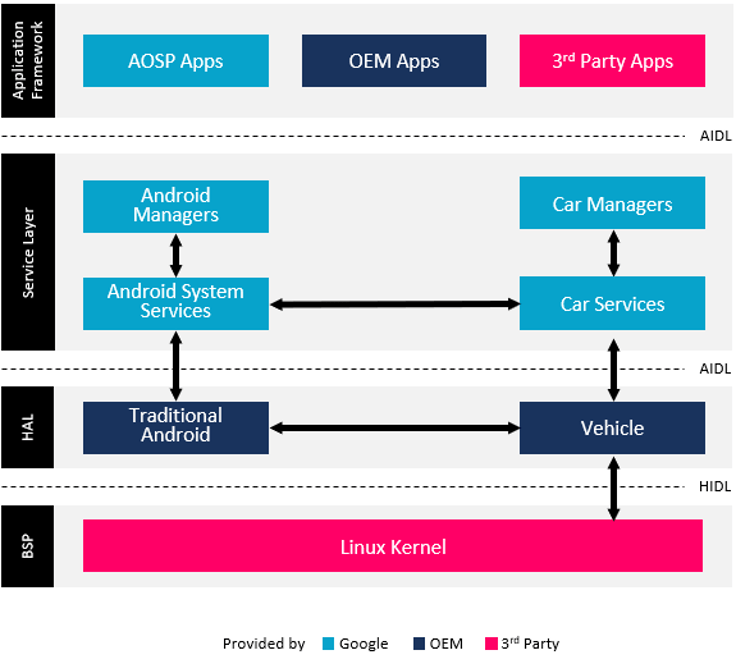 Application
Framework
AOSP Apps
OEM Apps
3rd Party Apps
AIDL
Service Layer
Android
Managers
Car Managers
Android System
Services
Car Services
AIDL
HAL
Traditional
Android
Vehicle
HIDL
BSP
Linux Kernel
Provided by Google OEM 3rd Party